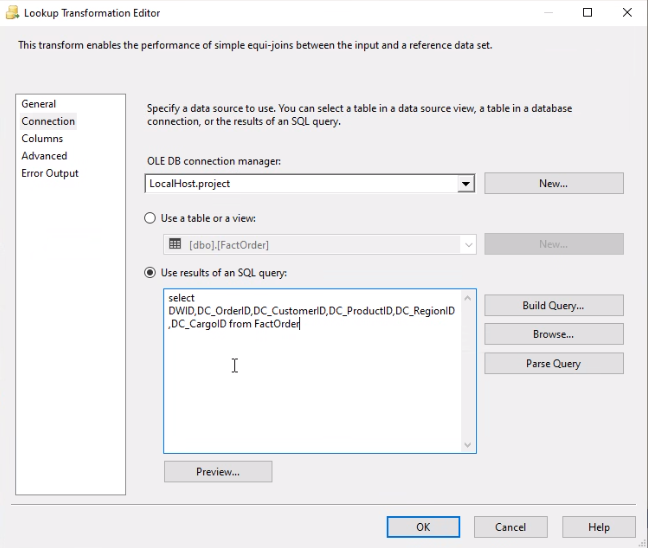 Lookup Transformation Editor
This transform enables the performance of simple equi-joins between the input and a reference data set.
General
Connection
Columns
Advanced
Error Output
Specify a data source to use. You can select a table in a data source view, a table in a database
connection, or the results of an SQL query.
OLE DB connection manager:
LocalHost.project
New...
Use a table or a view:
[dbo].[FactOrder]
New...
Use results of an SQL query:
select
DWID,DC_OrderID,DC_CustomerID,DC_ProductID,DC_RegionID
,DC_CargoID from FactOrder
Build Query...
Browse...
Parse Query
Preview...
OK
Cancel
Help